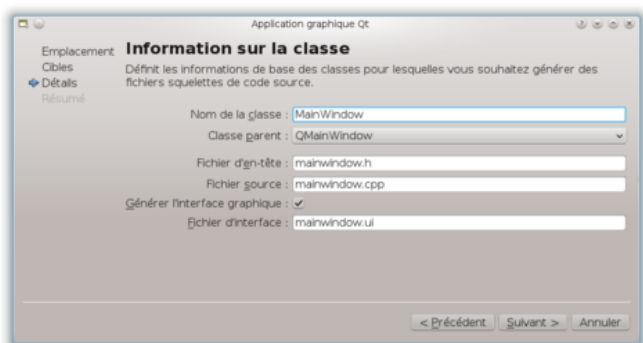 Application graphique Qt
Emplacement
Cibles
Détails
Résumé
Information sur la classe
Définit les informations de base des classes pour lesquelles vous souhaitez générer des
fichiers squelettes de code source.
Nom de la classe : MainWindow
Classe parent : QMainWindow
Fichier d'en-tête : mainwindow.h
Fichier source : mainwindow.cpp
Générer l'interface graphique :
Fichier d'interface : mainwindow.ui
< Précédent Suivant > Annuler